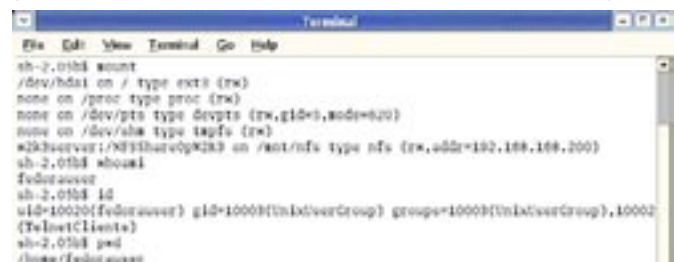 Terminal
File Edit View Terminal Go Help
sh-2.05b$ mount
/dev/hda1 on / type ext3 (rw)
none on /proc type proc (rw)
none on /dev/pts type devpts (rw,gid=5,mode=620)
none on /dev/shm type tmpfs (rw)
w2k3server:/NFSShareOpW2k3 on /mnt/nfs type nfs (rw,addr=192.168.168.200)
sh-2.05b$ whoami
fedorauser
sh-2.05b$ id
uid=10020(fedorauser) gid=10003(UnixUserGroup) groups=10003(UnixUserGroup),10002
(TelnetClients)
sh-2.05b$ pwd
/home/fedorauser